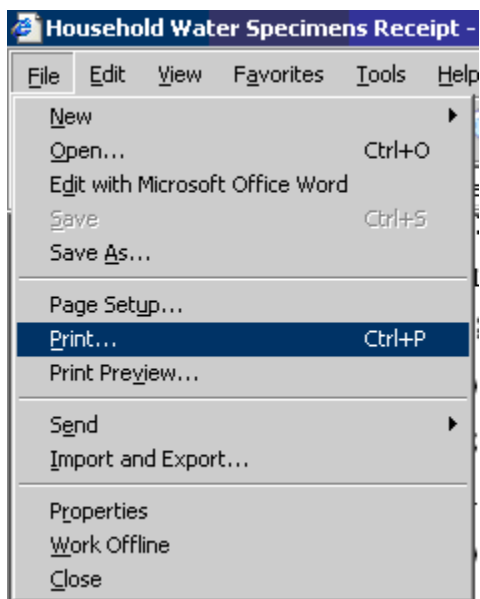 Household Water Specimens Receipt -
File Edit View Favorites Tools Help
New
Open... Ctrl+O
Edit with Microsoft Office Word
Save Ctrl+S
Save As...
Page Setup...
Print... Ctrl+P
Print Preview...
Send
Import and Export...
Properties
Work Offline
Close